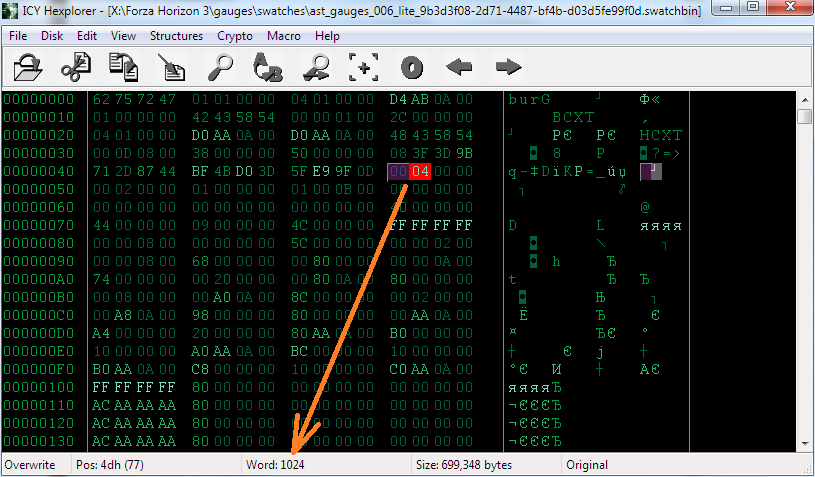 ICY Hexplorer - [X:\Forza Horizon 3\gauges\swatches\ast_gauges_006_lite_9b3d3f08-2d71-4487-bf4b-d03d5fe99f0d.swatchbin]
File Disk Edit View Structures Crypto Macro Help
00000000 62 75 72 47 01 01 00 00 04 01 00 00 D4 AB 0A 00 burG ┘ Ф«
00000010 01 00 00 00 42 43 58 54 00 00 01 00 2C 00 00 00 BCXT ,
00000020 04 01 00 00 D0 AA 0A 00 D0 AA 0A 00 48 43 58 54 ┘ РЄ РЄ HCXT
00000030 00 00 0D 00 38 00 00 00 50 00 00 00 08 3F 3D 9B 8 P ◘?=>
00000040 71 2D 87 44 BF 4B D0 3D 5F E9 9F 0D 00 04 00 00 q-‡DїKР=_йџ ┘
00000050 00 02 00 00 01 00 00 00 01 00 0B 00 00 00 00 00
00000060 00 00 00 00 00 00 00 00 00 00 00 00 40 00 00 00 @
00000070 44 00 00 00 09 00 00 00 4C 00 00 00 FF FF FF FF D L яяяя
00000080 00 00 08 00 00 00 00 00 5C 00 00 00 00 00 02 00 ◘ \ ┐
00000090 00 00 08 00 68 00 00 00 00 80 00 00 00 00 0A 00 ◘ h Ђ
000000A0 74 00 00 00 00 20 00 00 00 80 0A 00 80 00 00 00 t Ђ Ђ
000000B0 00 08 00 00 00 A0 0A 00 8C 00 00 00 00 02 00 00 ◘ Њ ┐
000000C0 00 A8 0A 00 98 00 00 00 80 00 00 00 00 AA 0A 00 Ё Ђ Є
000000D0 A4 00 00 00 20 00 00 00 80 AA 0A 00 B0 00 00 00 ¤ ЂЄ °
000000E0 10 00 00 00 A0 AA 0A 00 BC 00 00 00 10 00 00 00 ┼ Є ј ┼
000000F0 B0 AA 0A 00 C8 00 00 00 10 00 00 00 C0 AA 0A 00 °Є И ┼ АЄ
00000100 FF FF FF FF 80 00 00 00 00 00 00 00 00 00 00 00 яяяяЂ
00000110 AC AA AA AA 80 00 00 00 00 00 00 00 00 00 00 00 ¬ЄЄЄЂ
00000120 AC AA AA AA 80 00 00 00 00 00 00 00 00 00 00 00 ¬ЄЄЄЂ
00000130 AC AA AA AA 80 00 00 00 00 00 00 00 00 00 00 00 ¬ЄЄЄЂ
Overwrite Pos: 4dh (77) Word: 1024 Size: 699,348 bytes Original